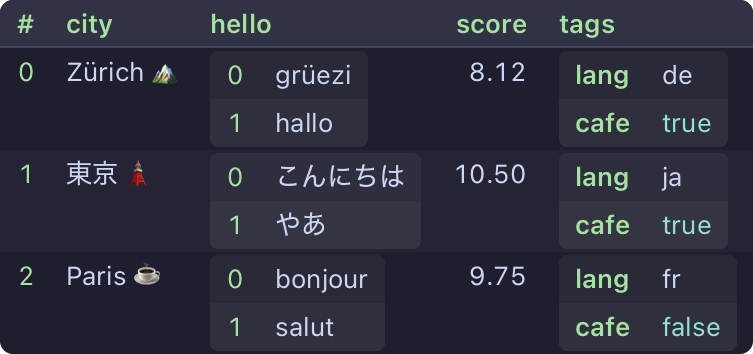 # city hello score tags
0 Zürich 🏔️ 0 grüezi 8.12 lang de
1 hallo cafe true
1 東京 🗼 0 こんにちは 10.50 lang ja
1 やあ cafe true
2 Paris ☕ 0 bonjour 9.75 lang fr
1 salut cafe false